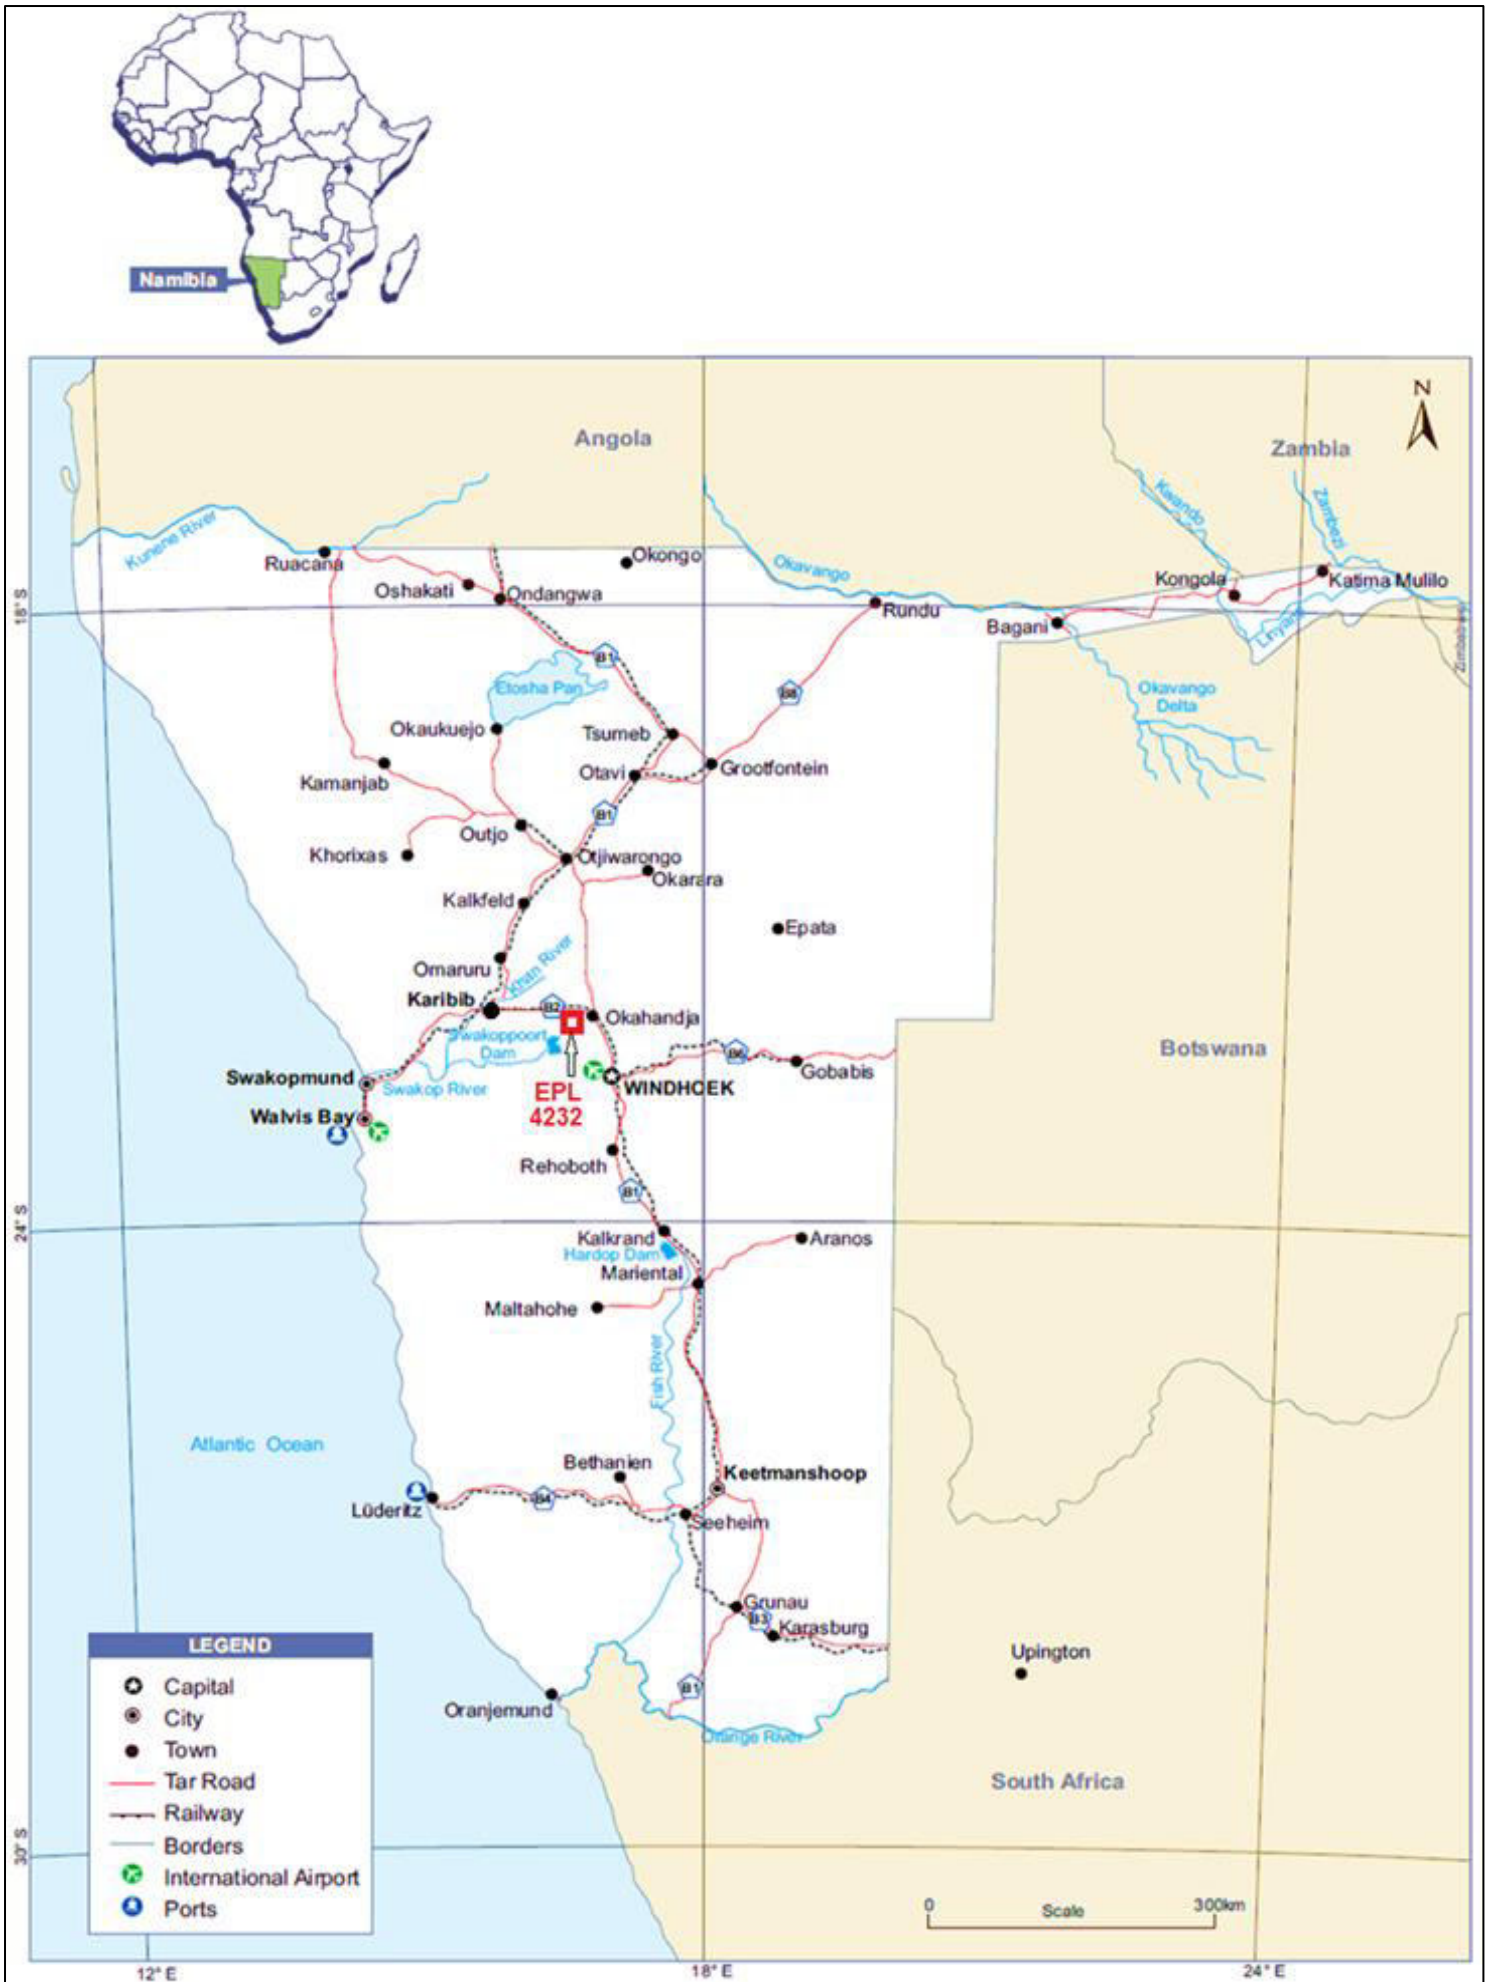 Namibia
N
Angola
Zambia
Kunene River
Kwando
Zambezi
Ruacana
Okongo
Okavango
Oshakati
Ondangwa
Kongola
Katima Mulilo
18° S
Rundu
Bagani
Linyati
Zimbabwe
B1
Etosha Pan
B8
Okavango
Delta
Okaukuejo
Tsumeb
Kamanjab
Otavi
Grootfontein
B1
Outjo
Khorixas
Otjiwarongo
Okarara
Kalkfeld
Epata
Omaruru
Khan River
Karibib
B2
Okahandja
Swakoppoort
Dam
B6
Botswana
Gobabis
Swakopmund
Swakop River
EPL
4232
WINDHOEK
Walvis Bay
Rehoboth
B1
24° S
Kalkrand
Aranos
Hardop Dam
Mariental
Maltahohe
Fish River
Atlantic Ocean
Bethanien
Keetmanshoop
Lüderitz
B4
Seeheim
Grunau
B3
Karasburg
LEGEND
Capital
City
Town
Tar Road
Railway
Borders
International Airport
Ports
Upington
B1
Oranjemund
Orange River
South Africa
30° S
0
Scale
300km
12° E
18° E
24° E